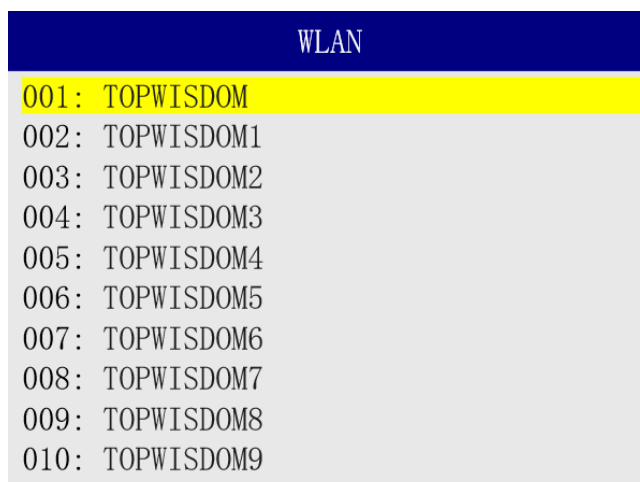 WLAN
001: TOPWISDOM
002: TOPWISDOM1
003: TOPWISDOM2
004: TOPWISDOM3
005: TOPWISDOM4
006: TOPWISDOM5
007: TOPWISDOM6
008: TOPWISDOM7
009: TOPWISDOM8
010: TOPWISDOM9